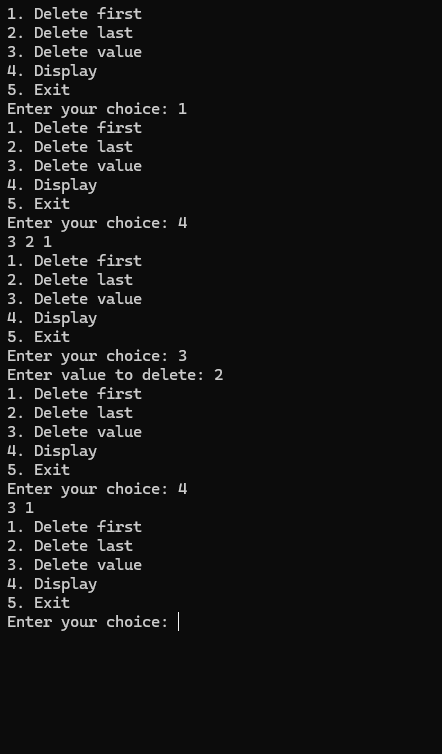 1. Delete first
2. Delete last
3. Delete value
4. Display
5. Exit
Enter your choice: 1
1. Delete first
2. Delete last
3. Delete value
4. Display
5. Exit
Enter your choice: 4
3 2 1
1. Delete first
2. Delete last
3. Delete value
4. Display
5. Exit
Enter your choice: 3
Enter value to delete: 2
1. Delete first
2. Delete last
3. Delete value
4. Display
5. Exit
Enter your choice: 4
3 1
1. Delete first
2. Delete last
3. Delete value
4. Display
5. Exit
Enter your choice: